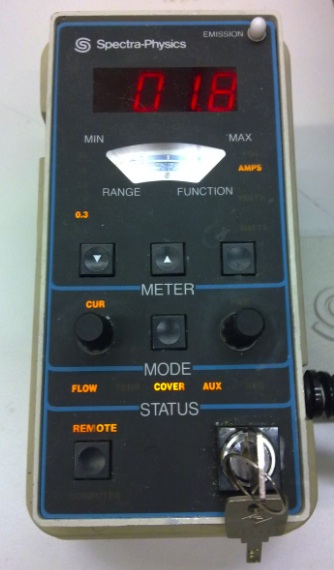 EMISSION
Spectra-Physics
018
MIN MAX
AMPS
RANGE FUNCTION
0.3
METER
CUR
MODE
FLOW COVER AUX
STATUS
REMOTE